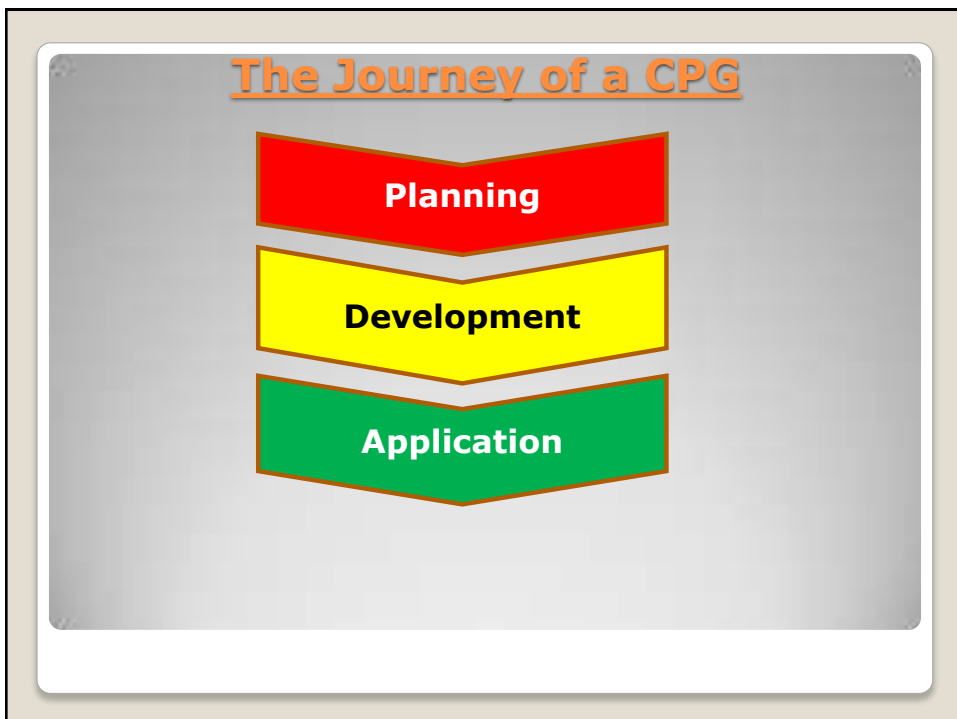 The Journey of a CPG
Planning
Development
Application